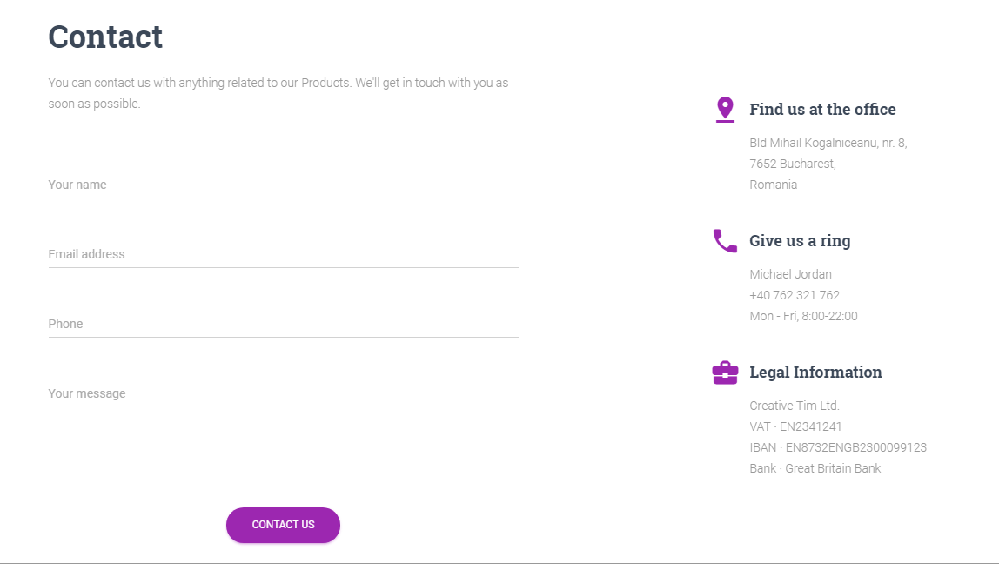 Contact
You can contact us with anything related to our Products. We'll get in touch with you as
soon as possible.
Your name
Email address
Phone
Your message
CONTACT US
Find us at the office
Bld Mihail Kogalniceanu, nr. 8,
7652 Bucharest,
Romania
Give us a ring
Michael Jordan
+40 762 321 762
Mon - Fri, 8:00-22:00
Legal Information
Creative Tim Ltd.
VAT · EN2341241
IBAN · EN8732ENGB2300099123
Bank · Great Britain Bank